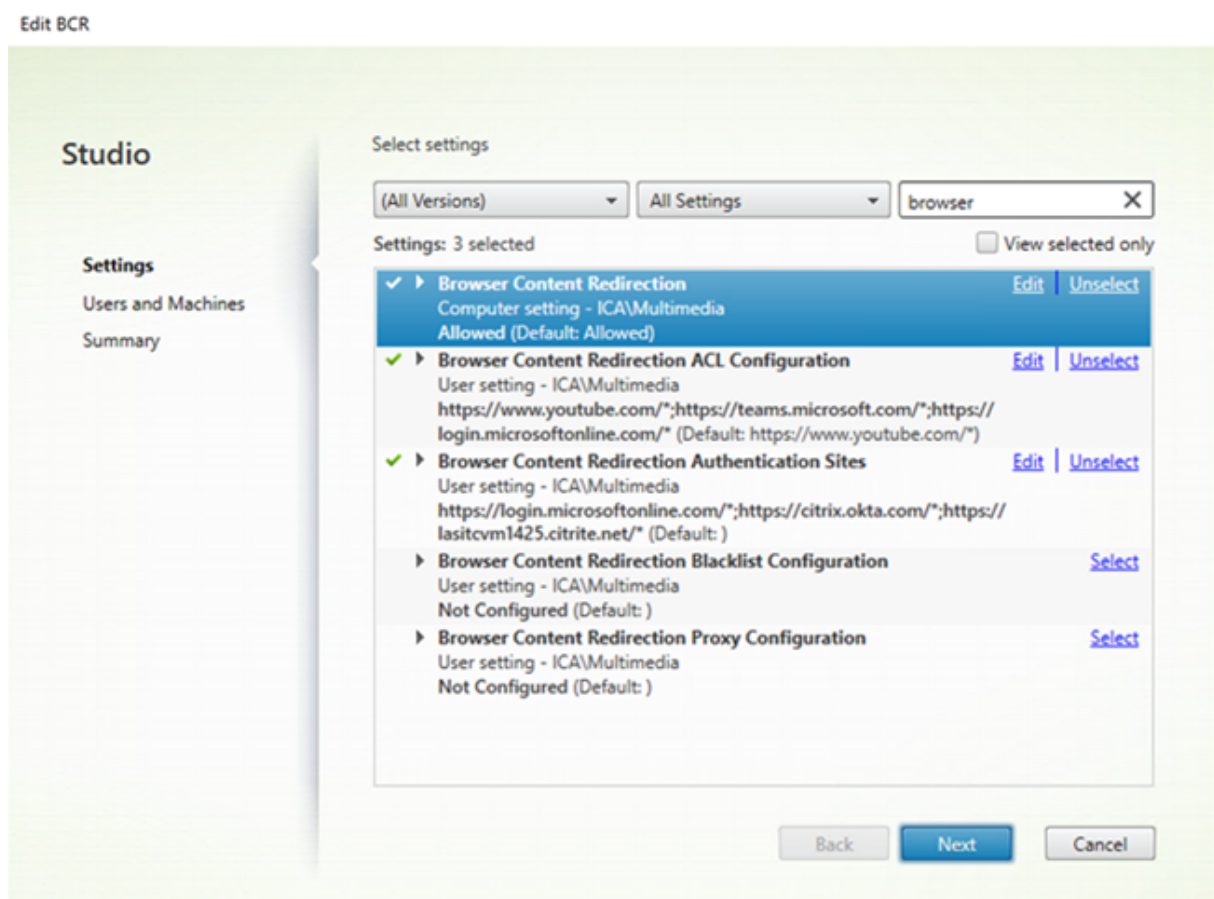 Edit BCR
Studio
Settings
Users and Machines
Summary
Select settings
(All Versions) All Settings browser
Settings: 3 selected View selected only
Browser Content Redirection Edit Unselect
Computer setting - ICA\Multimedia
Allowed (Default: Allowed)
Browser Content Redirection ACL Configuration Edit Unselect
User setting - ICA\Multimedia
https://www.youtube.com/*;https://teams.microsoft.com/*;https://
login.microsoftonline.com/* (Default: https://www.youtube.com/*)
Browser Content Redirection Authentication Sites Edit Unselect
User setting - ICA\Multimedia
https://login.microsoftonline.com/*;https://citrix.okta.com/*;https://
lasitcvm1425.citrite.net/* (Default: )
Browser Content Redirection Blacklist Configuration Select
User setting - ICA\Multimedia
Not Configured (Default: )
Browser Content Redirection Proxy Configuration Select
User setting - ICA\Multimedia
Not Configured (Default: )
Back Next Cancel